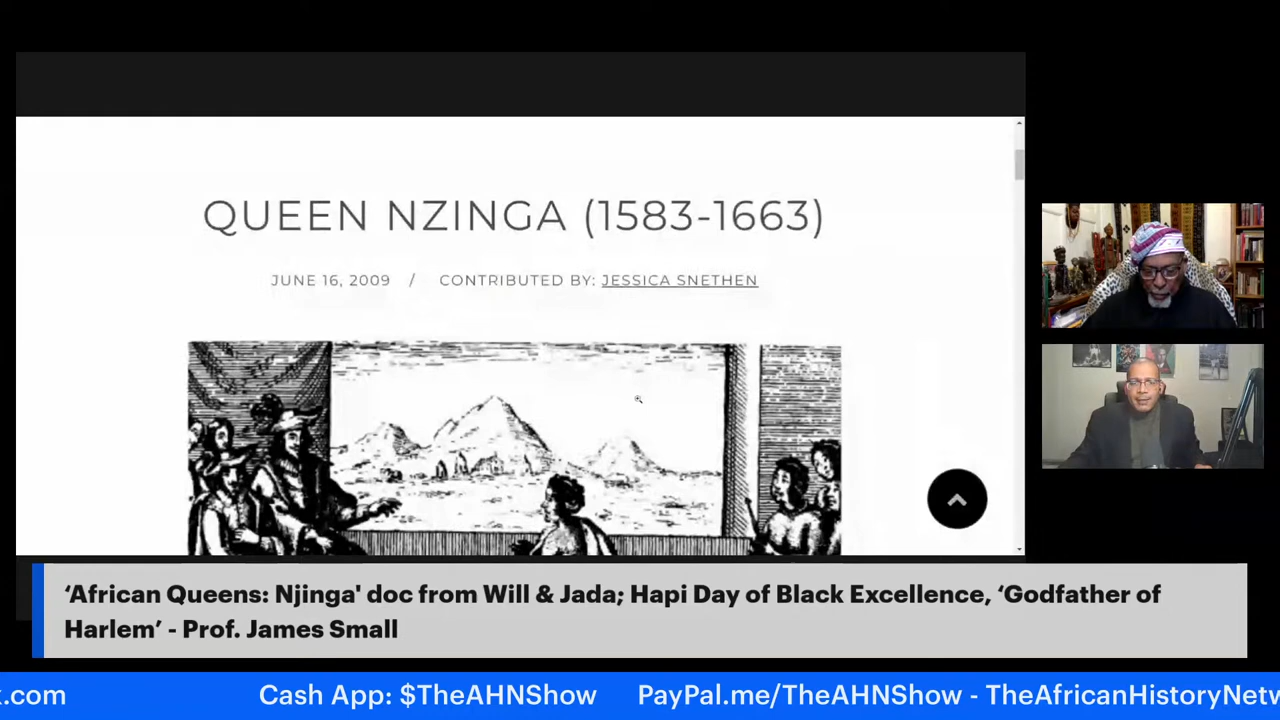 QUEEN NZINGA (1583-1663)
JUNE 16, 2009 / CONTRIBUTED BY: JESSICA SNETHEN
‘African Queens: Njinga' doc from Will & Jada; Hapi Day of Black Excellence, ‘Godfather of
Harlem’ - Prof. James Small
x.com Cash App: $TheAHNShow PayPal.me/TheAHNShow - TheAfricanHistoryNetw